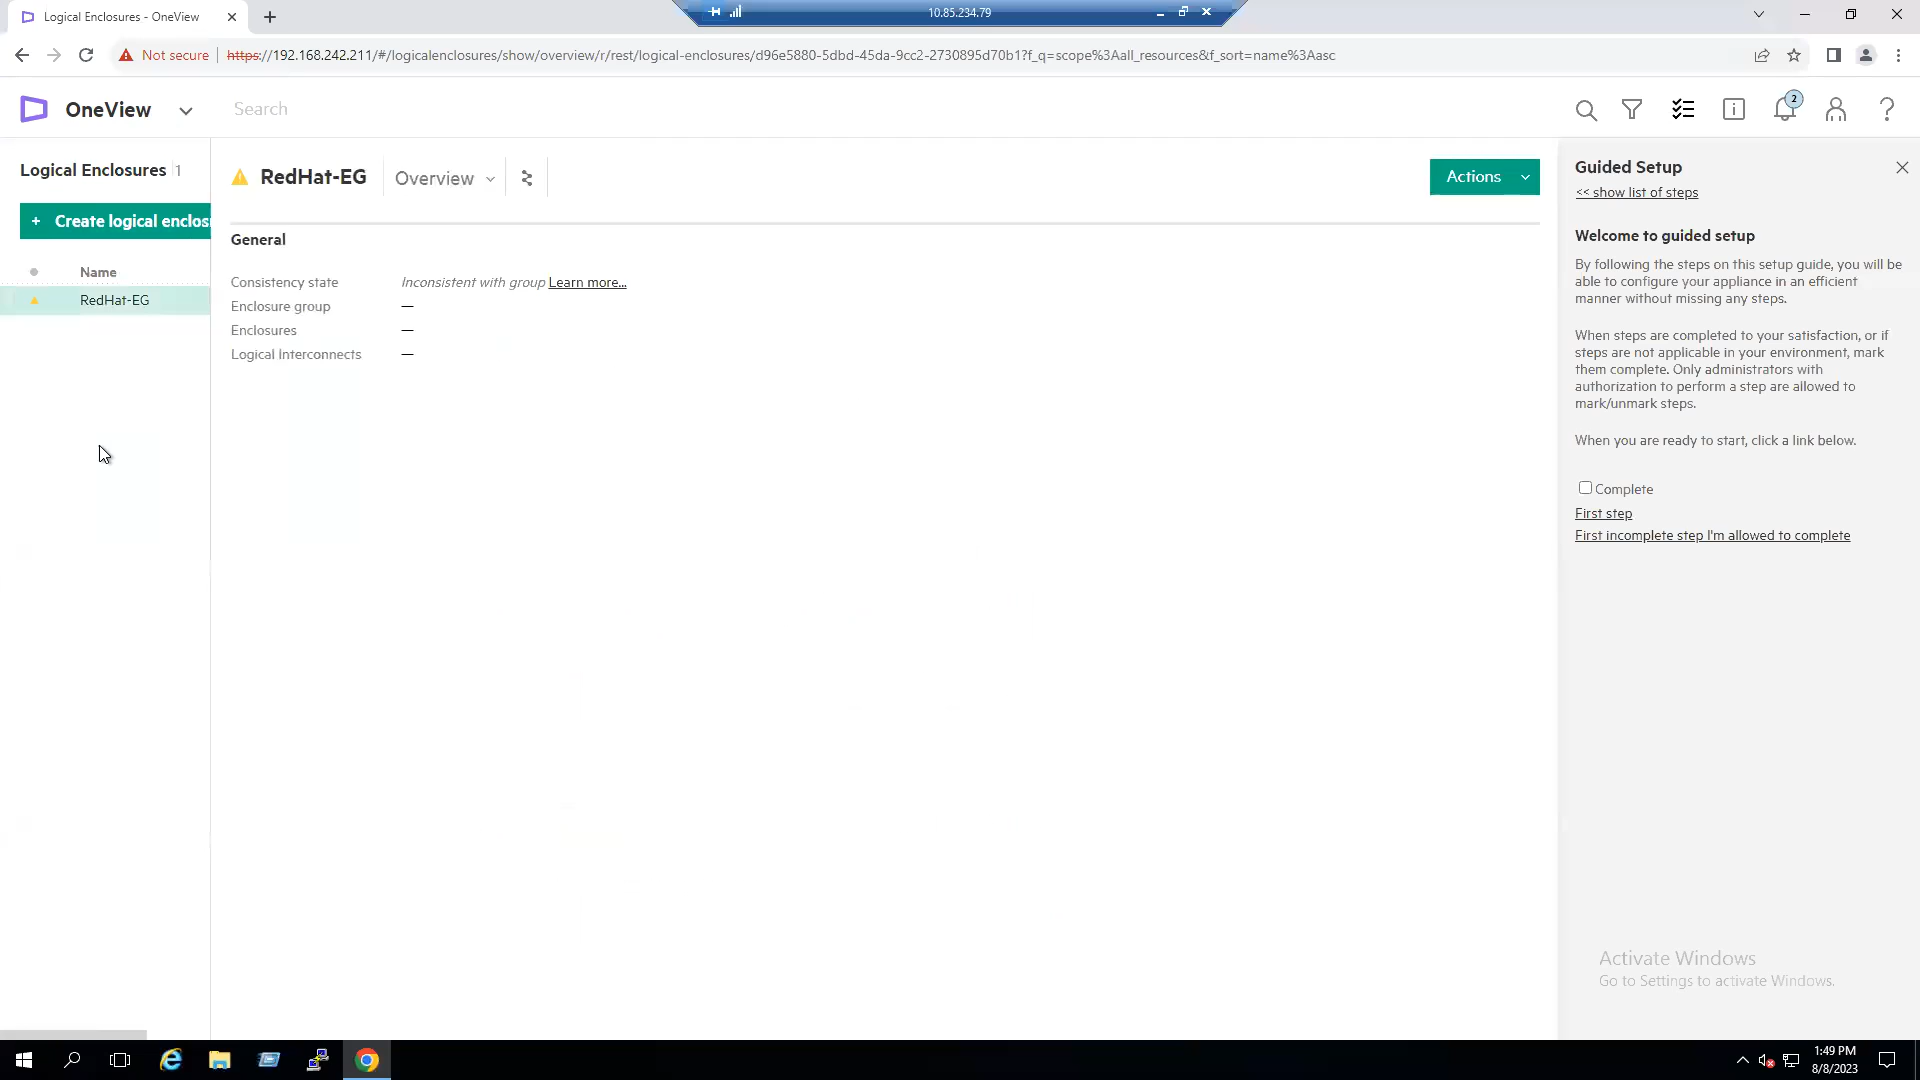 Logical Enclosures - OneView
10.85.234.79
Not secure
https://192.168.242.211/#/logicalenclosures/show/overview/r/rest/logical-enclosures/d96e5880-5dbd-45da-9cc2-2730895d70b1?f_q=scope%3Aall_resources&f_sort=name%3Aasc
OneView
Search
2
Logical Enclosures 1
+ Create logical enclos
Name
RedHat-EG
RedHat-EG
Overview
Actions
General
Consistency state Inconsistent with group Learn more...
Enclosure group —
Enclosures —
Logical Interconnects —
Guided Setup
<< show list of steps
Welcome to guided setup
By following the steps on this setup guide, you will be
able to configure your appliance in an efficient
manner without missing any steps.
When steps are completed to your satisfaction, or if
steps are not applicable in your environment, mark
them complete. Only administrators with
authorization to perform a step are allowed to
mark/unmark steps.
When you are ready to start, click a link below.
Complete
First step
First incomplete step I'm allowed to complete
Activate Windows
Go to Settings to activate Windows.
1:49 PM
8/8/2023